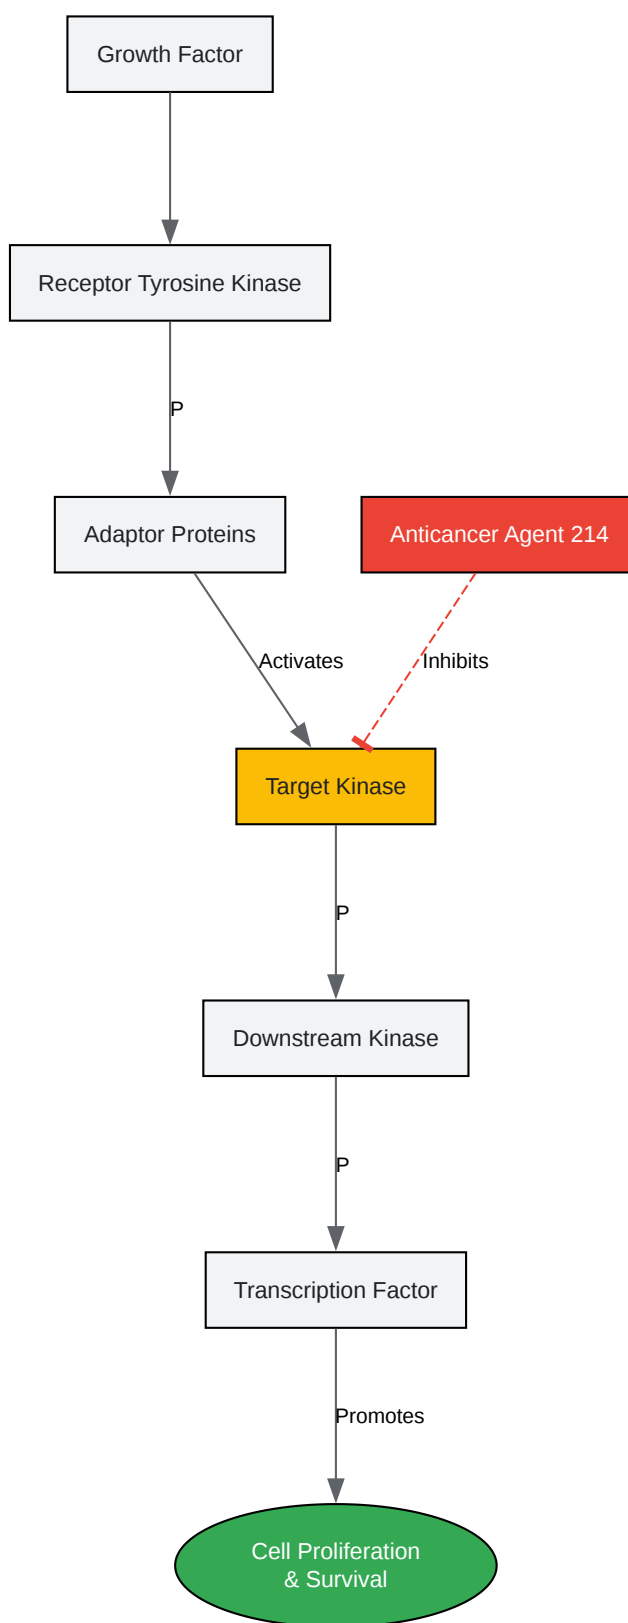 Growth Factor
Receptor Tyrosine Kinase
P
Adaptor Proteins
Anticancer Agent 214
Activates
Inhibits
Target Kinase
P
Downstream Kinase
P
Transcription Factor
Promotes
Cell Proliferation
& Survival